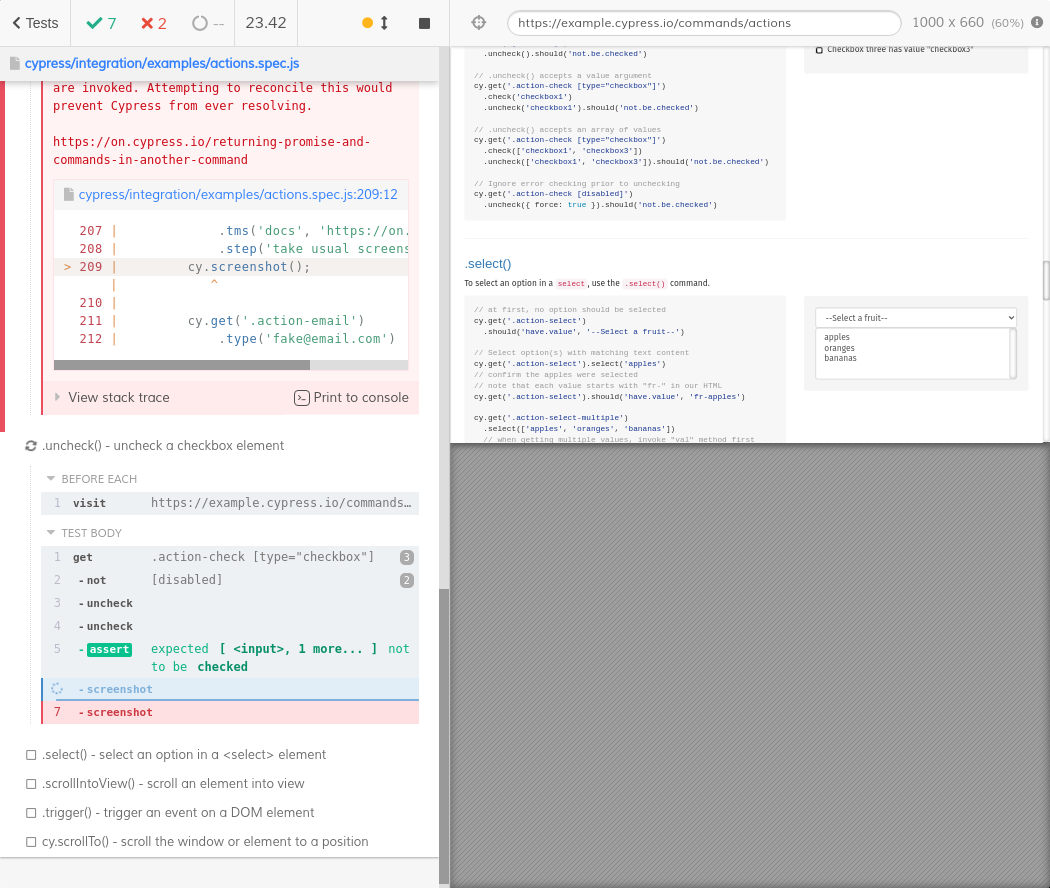 Tests
7
2
--
23.42
https://example.cypress.io/commands/actions
1000 x 660 (60%)
cypress/integration/examples/actions.spec.js
are invoked. Attempting to reconcile this would
prevent Cypress from ever resolving.
https://on.cypress.io/returning-promise-and-
commands-in-another-command
cypress/integration/examples/actions.spec.js:209:12
207 | .tms('docs', 'https://on.
208 | .step('take usual screens
> 209 | cy.screenshot();
| ^
210 |
211 | cy.get('.action-email')
212 | .type('fake@email.com')
View stack trace
Print to console
.uncheck() - uncheck a checkbox element
BEFORE EACH
1 visit https://example.cypress.io/commands…
TEST BODY
1 get .action-check [type="checkbox"] 3
2 -not [disabled] 2
3 -uncheck
4 -uncheck
5 -assert expected [ <input>, 1 more... ] not
to be checked
-screenshot
7 -screenshot
.select() - select an option in a <select> element
.scrollIntoView() - scroll an element into view
.trigger() - trigger an event on a DOM element
cy.scrollTo() - scroll the window or element to a position
.uncheck().should('not.be.checked')
// .uncheck() accepts a value argument
cy.get('.action-check [type="checkbox"]')
.check('checkbox1')
.uncheck('checkbox1').should('not.be.checked')
// .uncheck() accepts an array of values
cy.get('.action-check [type="checkbox"]')
.check(['checkbox1', 'checkbox3'])
.uncheck(['checkbox1', 'checkbox3']).should('not.be.checked')
// Ignore error checking prior to unchecking
cy.get('.action-check [disabled]')
.uncheck({ force: true }).should('not.be.checked')
Checkbox three has value "checkbox3"
.select()
To select an option in a select, use the .select() command.
// at first, no option should be selected
cy.get('.action-select')
.should('have.value', '--Select a fruit--')
// Select option(s) with matching text content
cy.get('.action-select').select('apples')
// confirm the apples were selected
// note that each value starts with "fr-" in our HTML
cy.get('.action-select').should('have.value', 'fr-apples')
cy.get('.action-select-multiple')
.select(['apples', 'oranges', 'bananas'])
// when getting multiple values, invoke "val" method first
--Select a fruit--
apples
oranges
bananas